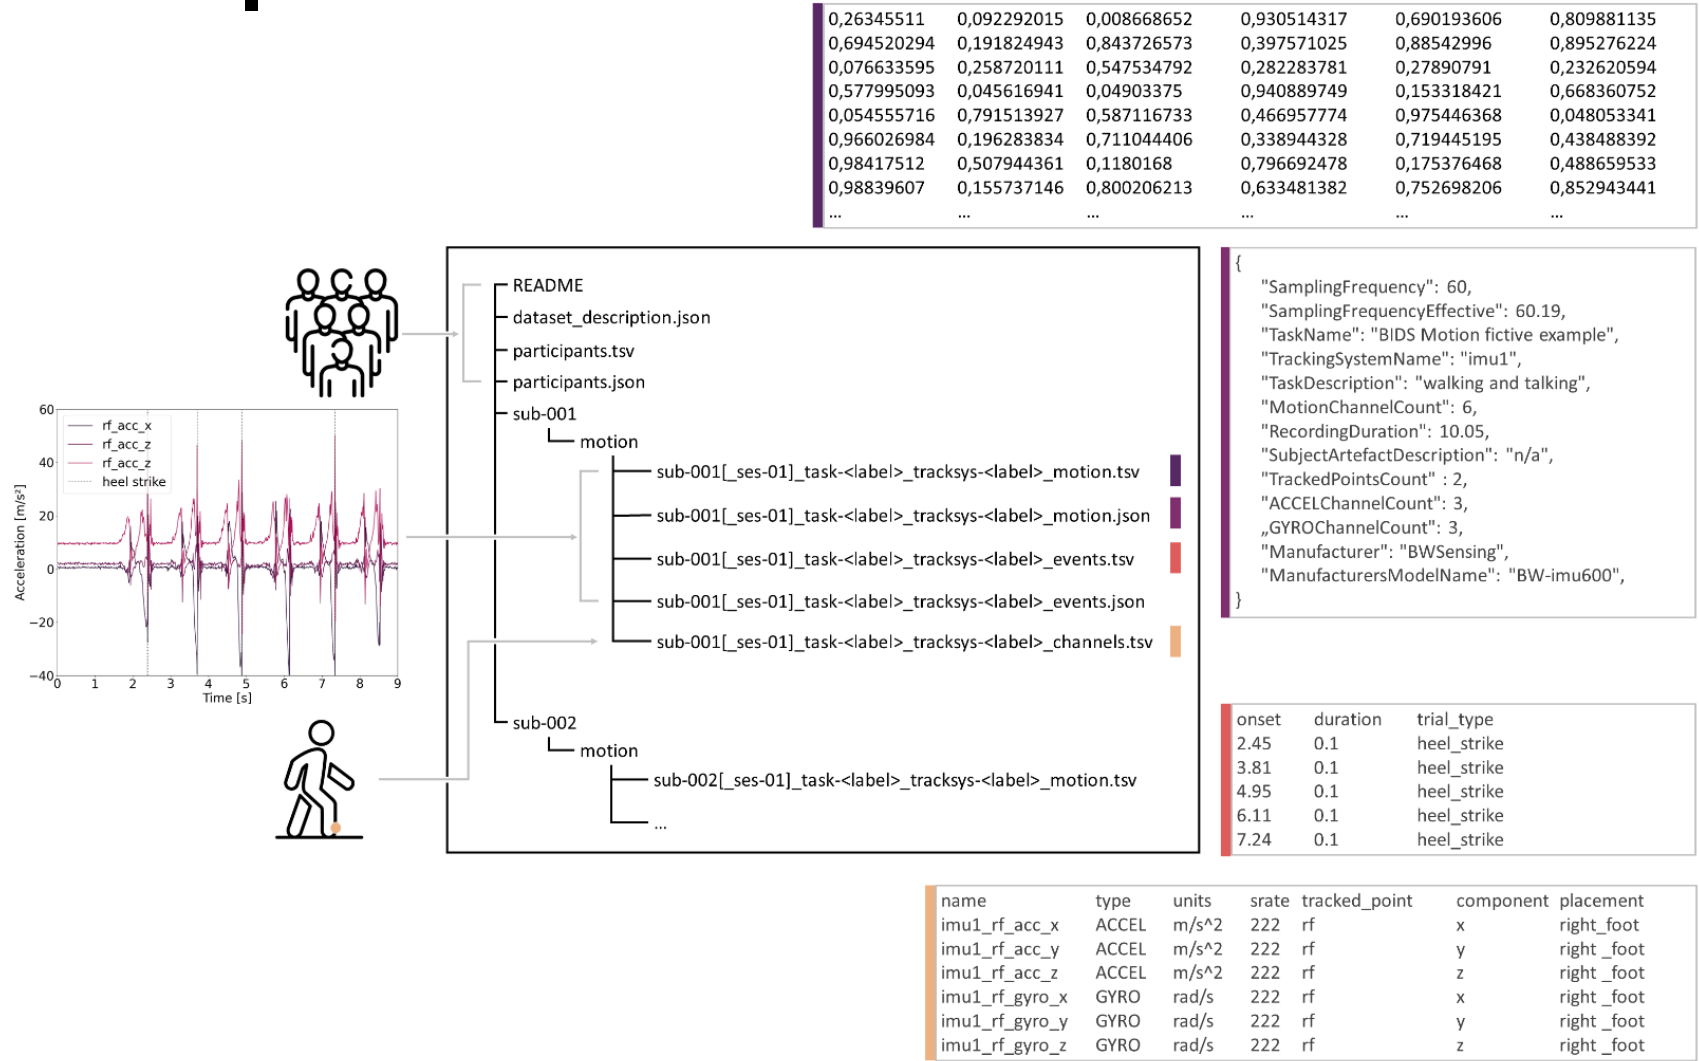 0,26345511 0,092292015 0,008668652 0,930514317 0,690193606 0,809881135
0,694520294 0,191824943 0,843726573 0,397571025 0,88542996 0,895276224
0,076633595 0,258720111 0,547534792 0,282283781 0,27890791 0,232620594
0,577995093 0,045616941 0,04903375 0,940889749 0,153318421 0,668360752
0,054555716 0,791513927 0,587116733 0,466957774 0,975446368 0,048053341
0,966026984 0,196283834 0,711044406 0,338944328 0,719445195 0,438488392
0,98417512 0,507944361 0,1180168 0,796692478 0,175376468 0,488659533
0,98839607 0,155737146 0,800206213 0,633481382 0,752698206 0,852943441
... ... ... ... ... ...
README
dataset_description.json
participants.tsv
participants.json
sub-001
motion
sub-001[_ses-01]_task-<label>_tracksys-<label>_motion.tsv
sub-001[_ses-01]_task-<label>_tracksys-<label>_motion.json
sub-001[_ses-01]_task-<label>_tracksys-<label>_events.tsv
sub-001[_ses-01]_task-<label>_tracksys-<label>_events.json
sub-001[_ses-01]_task-<label>_tracksys-<label>_channels.tsv
sub-002
motion
sub-002[_ses-01]_task-<label>_tracksys-<label>_motion.tsv
...
60
40
20
0
−20
−40
Acceleration [m/s²]
rf_acc_x
rf_acc_z
rf_acc_z
heel strike
0 1 2 3 4 5 6 7 8 9
Time [s]
{
"SamplingFrequency": 60,
"SamplingFrequencyEffective": 60.19,
"TaskName": "BIDS Motion fictive example",
"TrackingSystemName": "imu1",
"TaskDescription": "walking and talking",
"MotionChannelCount": 6,
"RecordingDuration": 10.05,
"SubjectArtefactDescription": "n/a",
"TrackedPointsCount" : 2,
"ACCELChannelCount": 3,
„GYROChannelCount": 3,
"Manufacturer": "BWSensing",
"ManufacturersModelName": "BW-imu600",
}
onset duration trial_type
2.45 0.1 heel_strike
3.81 0.1 heel_strike
4.95 0.1 heel_strike
6.11 0.1 heel_strike
7.24 0.1 heel_strike
name type units srate tracked_point component placement
imu1_rf_acc_x ACCEL m/s^2 222 rf x right_foot
imu1_rf_acc_y ACCEL m/s^2 222 rf y right _foot
imu1_rf_acc_z ACCEL m/s^2 222 rf z right _foot
imu1_rf_gyro_x GYRO rad/s 222 rf x right _foot
imu1_rf_gyro_y GYRO rad/s 222 rf y right _foot
imu1_rf_gyro_z GYRO rad/s 222 rf z right _foot